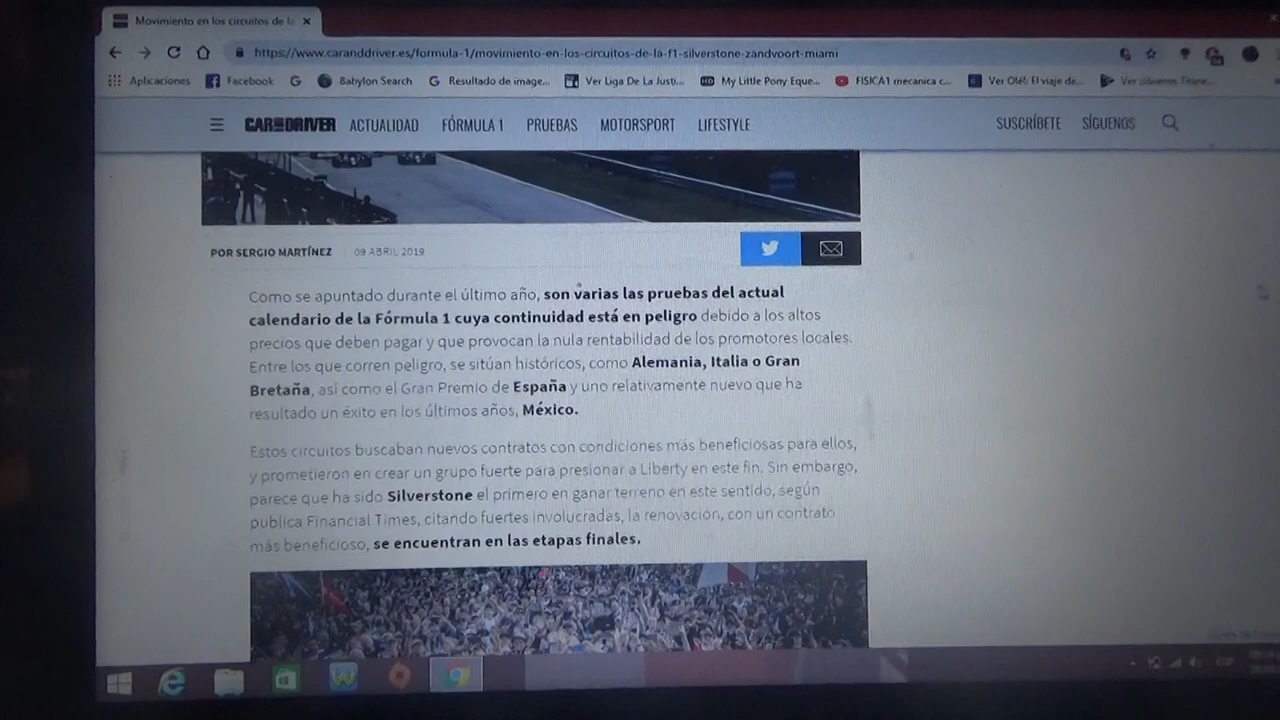 Movimiento en los circuitos de la
https://www.caranddriver.es/formula-1/movimiento-en-los-circuitos-de-la-f1-silverstone-zandvoort-miami
Aplicaciones Facebook G Babylon Search Resultado de image... Ver Liga De La Justi... My Little Pony Eque... FISICA1 mecanica c... Ver Olé! El viaje de... Ver Jóvenes Titane...
CAR AND DRIVER ACTUALIDAD FÓRMULA 1 PRUEBAS MOTORSPORT LIFESTYLE SUSCRÍBETE SÍGUENOS
POR SERGIO MARTÍNEZ 09 ABRIL 2019
Como se apuntado durante el último año, son varias las pruebas del actual
calendario de la Fórmula 1 cuya continuidad está en peligro debido a los altos
precios que deben pagar y que provocan la nula rentabilidad de los promotores locales.
Entre los que corren peligro, se sitúan históricos, como Alemania, Italia o Gran
Bretaña, así como el Gran Premio de España y uno relativamente nuevo que ha
resultado un éxito en los últimos años, México.
Estos circuitos buscaban nuevos contratos con condiciones más beneficiosas para ellos,
y prometieron en crear un grupo fuerte para presionar a Liberty en este fin. Sin embargo,
parece que ha sido Silverstone el primero en ganar terreno en este sentido, según
publica Financial Times, citando fuertes involucradas, la renovación, con un contrato
más beneficioso, se encuentran en las etapas finales.